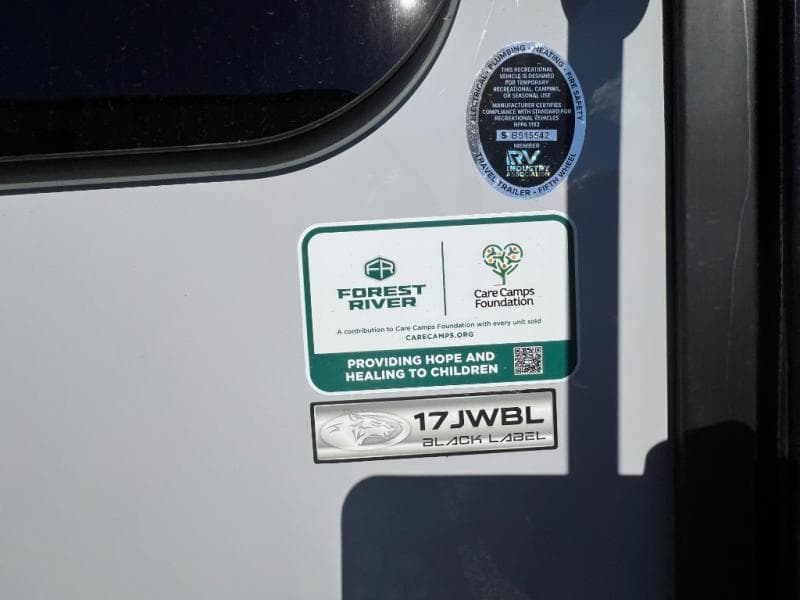 ELECTRICAL • PLUMBING • HEATING • FIRE SAFETY
THIS RECREATIONAL
VEHICLE IS DESIGNED
FOR TEMPORARY
RECREATIONAL, CAMPING,
OR SEASONAL USE
MANUFACTURER CERTIFIES
COMPLIANCE WITH STANDARD FOR
RECREATIONAL VEHICLES
NFPA 1192
S B515542
MEMBER
RV
INDUSTRY
ASSOCIATION
TRAVEL TRAILER • FIFTH WHEEL
FR
FOREST
RIVER
Care Camps
Foundation
A contribution to Care Camps Foundation with every unit sold
CARECAMPS.ORG
PROVIDING HOPE AND
HEALING TO CHILDREN
17JWBL
BLACK LABEL